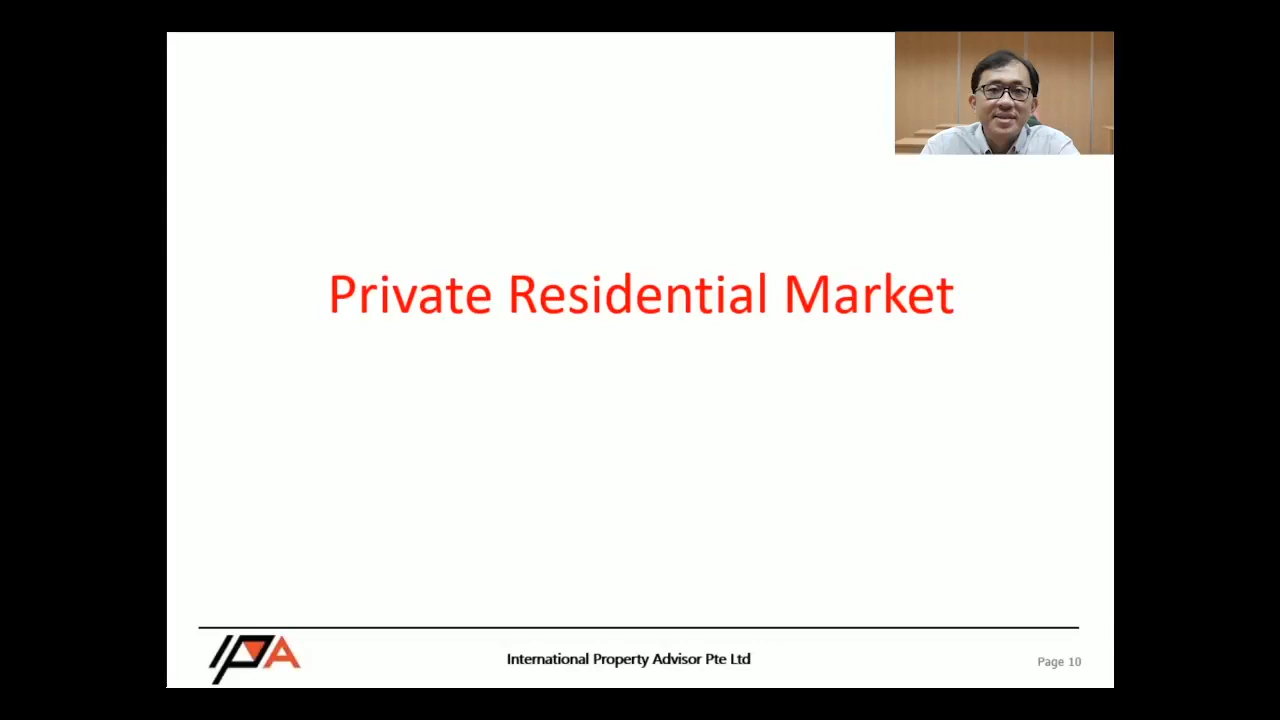 Private Residential Market
IPA
International Property Advisor Pte Ltd
Page 10